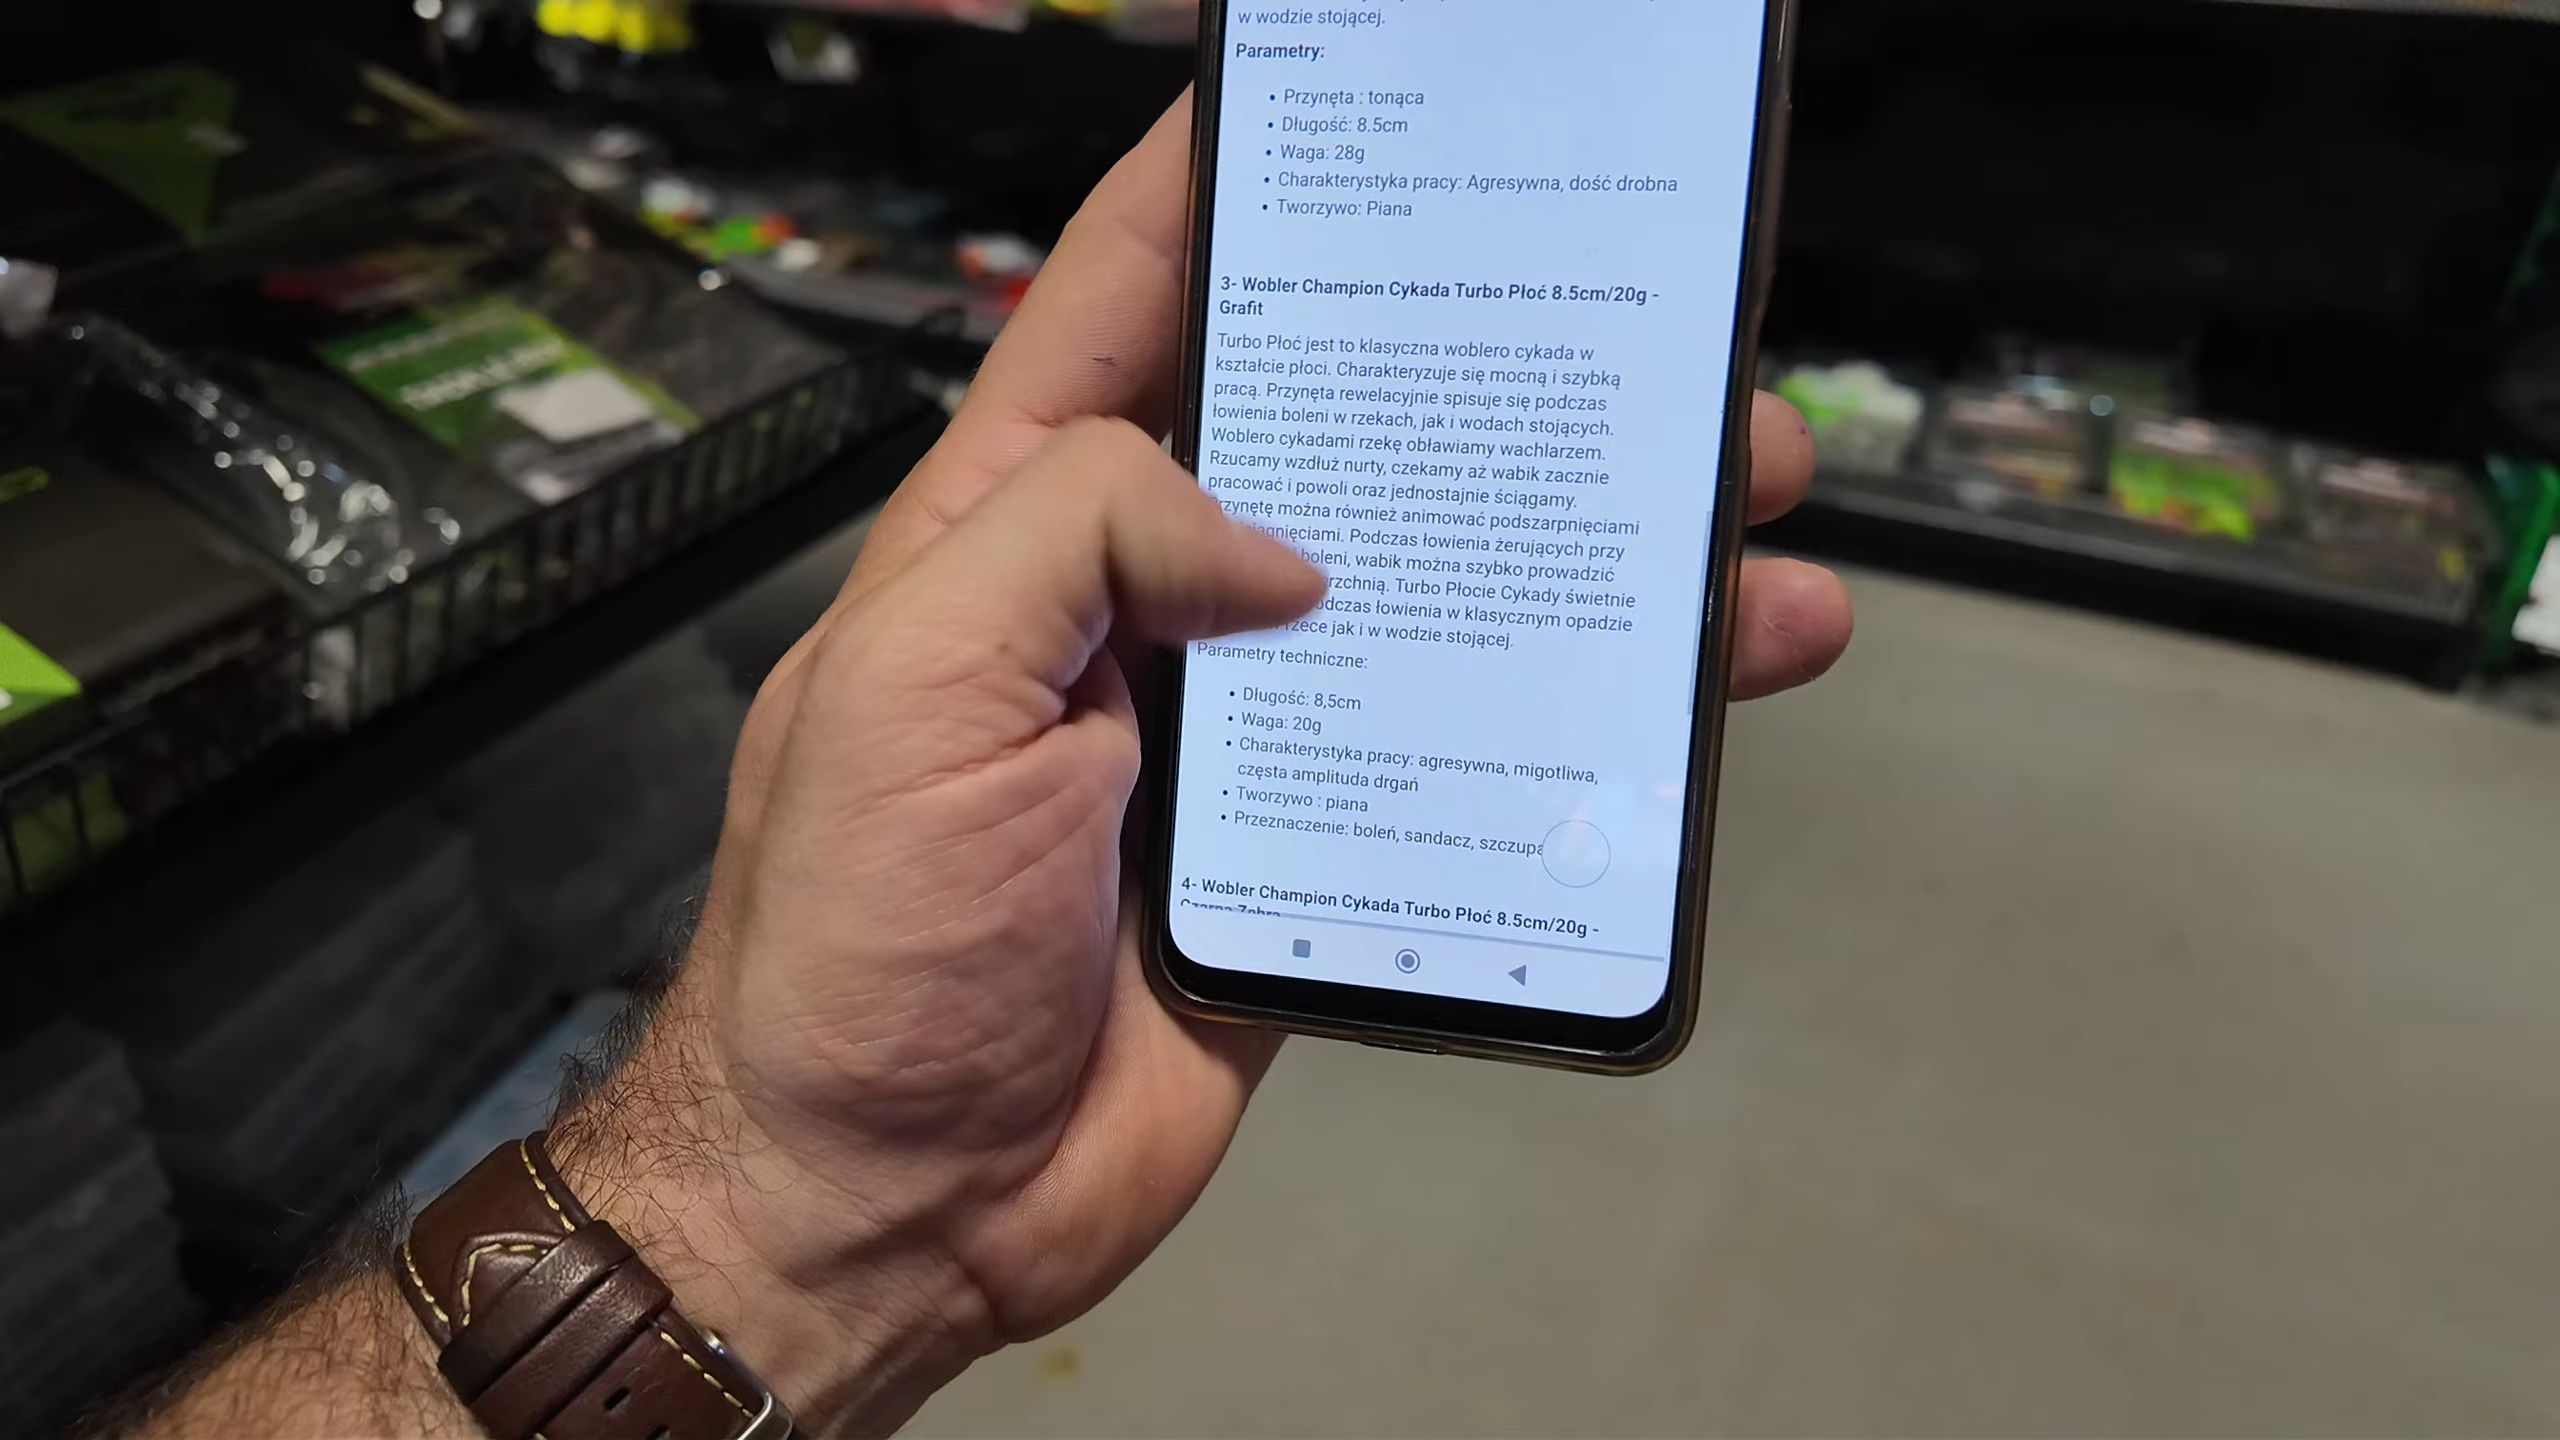 w wodzie stojącej.
Parametry:
• Przynęta : tonąca
• Długość: 8.5cm
• Waga: 28g
• Charakterystyka pracy: Agresywna, dość drobna
• Tworzywo: Piana
3- Wobler Champion Cykada Turbo Płoć 8.5cm/20g -
Grafit
Turbo Płoć jest to klasyczna woblero cykada w
kształcie płoci. Charakteryzuje się mocną i szybką
pracą. Przynęta rewelacyjnie spisuje się podczas
łowienia boleni w rzekach, jak i wodach stojących.
Woblero cykadami rzekę obławiamy wachlarzem.
Rzucamy wzdłuż nurty, czekamy aż wabik zacznie
pracować i powoli oraz jednostajnie ściągamy.
można również animować podszarpnięciami
Podczas łowienia żerujących przy
boleni, wabik można szybko prowadzić
Turbo Płocie Cykady świetnie
łowienia w klasycznym opadzie
jak i w wodzie stojącej.
Parametry techniczne:
• Długość: 8,5cm
• Waga: 20g
• Charakterystyka pracy: agresywna, migotliwa,
częsta amplituda drgań
• Tworzywo : piana
• Przeznaczenie: boleń, sandacz,
4- Wobler Champion Cykada Turbo Płoć 8.5cm/20g -